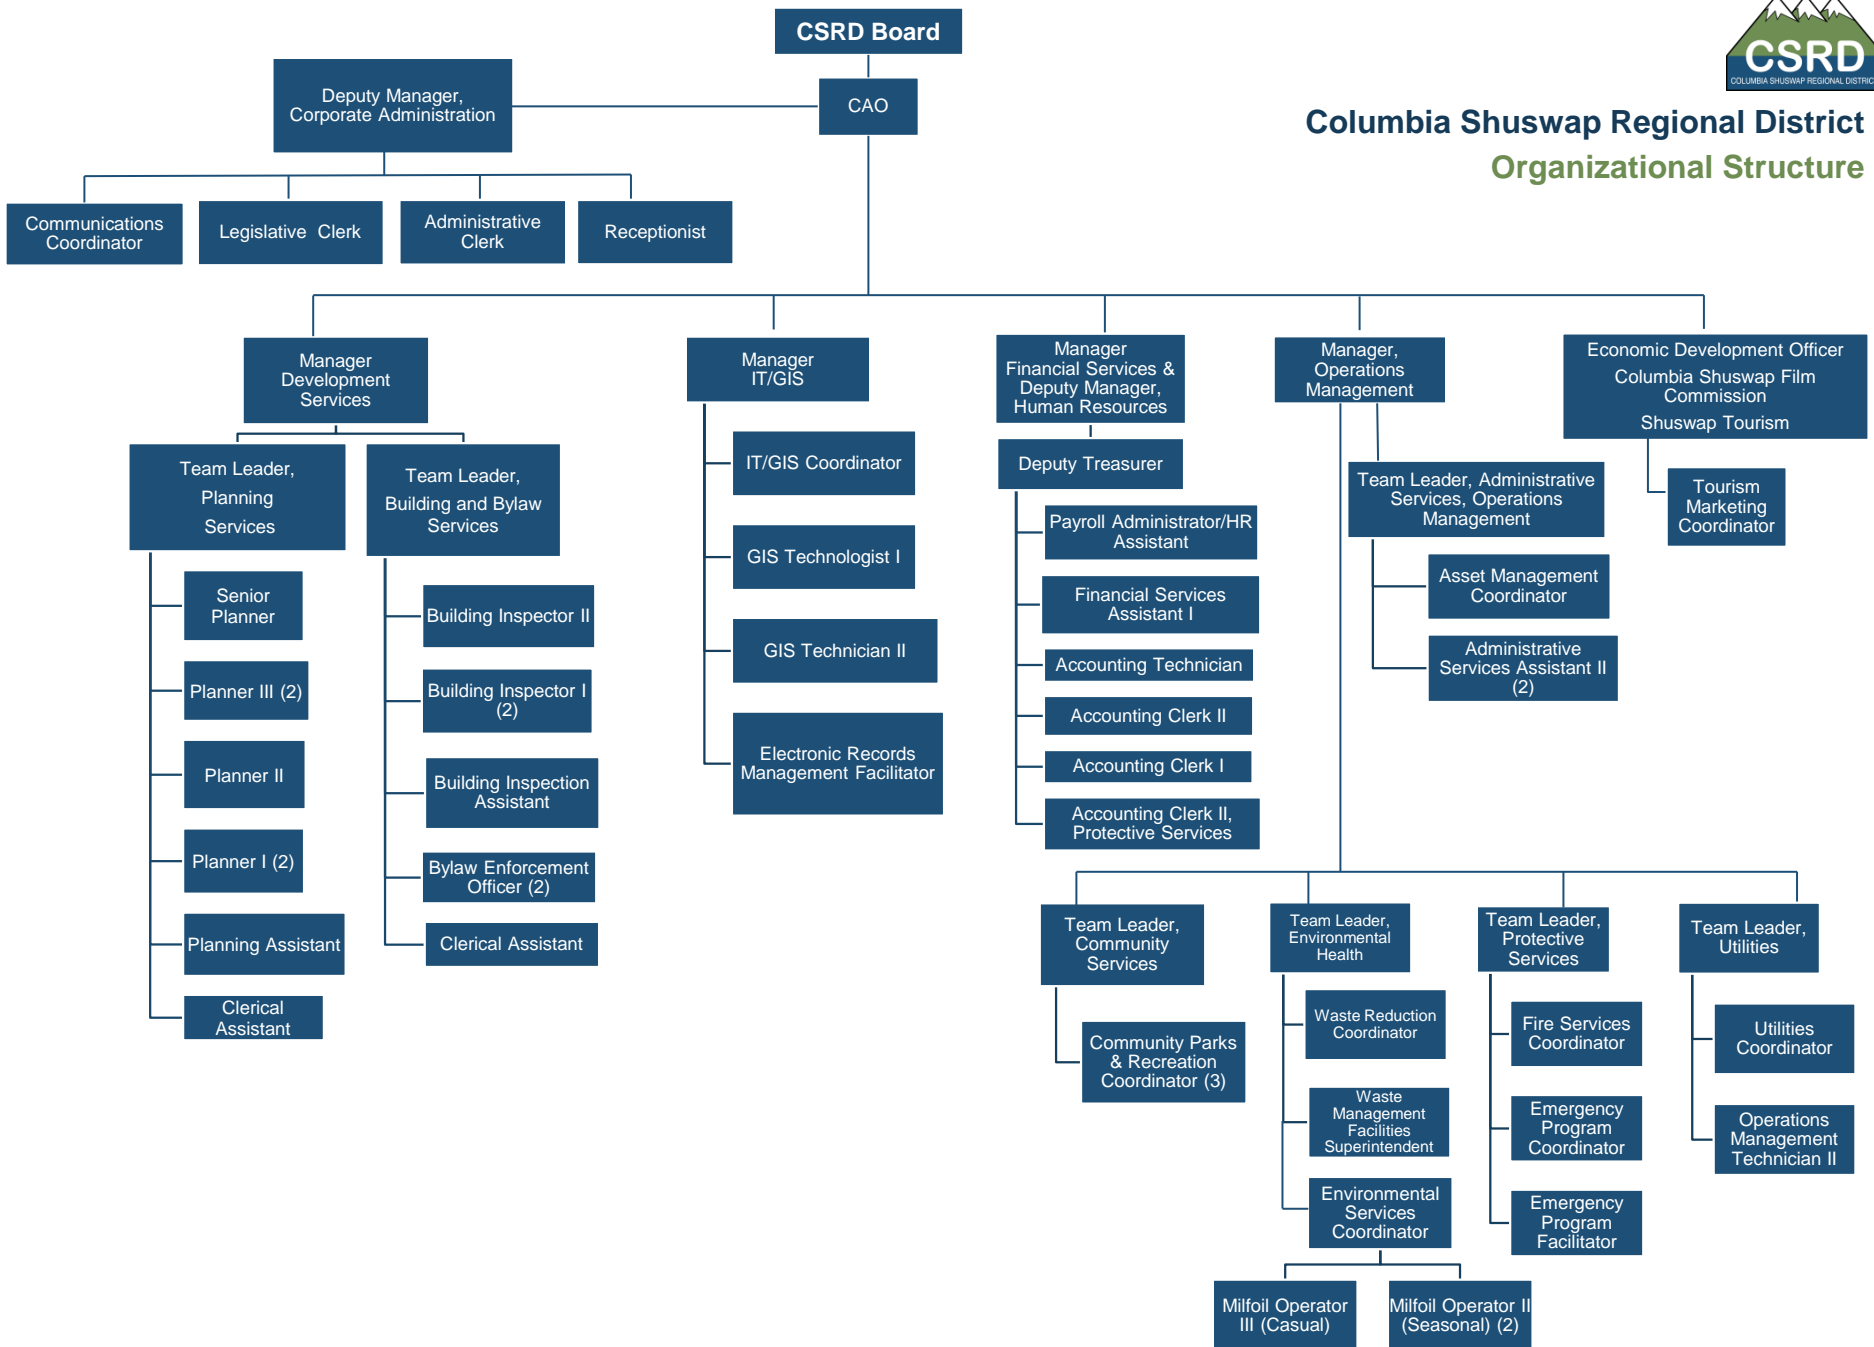 CSRD Board
CSRD
COLUMBIA SHUSWAP REGIONAL DISTRICT
Columbia Shuswap Regional District
Organizational Structure
Deputy Manager,
Corporate Administration
CAO
Communications
Coordinator
Legislative Clerk
Administrative
Clerk
Receptionist
Manager
Development
Services
Manager
IT/GIS
Manager
Financial Services &
Deputy Manager,
Human Resources
Manager,
Operations
Management
Economic Development Officer
Columbia Shuswap Film
Commission
Shuswap Tourism
Team Leader,
Planning
Services
Team Leader,
Building and Bylaw
Services
Senior
Planner
Planner III (2)
Planner II
Planner I (2)
Planning Assistant
Clerical
Assistant
Building Inspector II
Building Inspector I
(2)
Building Inspection
Assistant
Bylaw Enforcement
Officer (2)
Clerical Assistant
IT/GIS Coordinator
GIS Technologist I
GIS Technician II
Electronic Records
Management Facilitator
Deputy Treasurer
Payroll Administrator/HR
Assistant
Financial Services
Assistant I
Accounting Technician
Accounting Clerk II
Accounting Clerk I
Accounting Clerk II,
Protective Services
Team Leader, Administrative
Services, Operations
Management
Asset Management
Coordinator
Administrative
Services Assistant II
(2)
Tourism
Marketing
Coordinator
Team Leader,
Community
Services
Community Parks
& Recreation
Coordinator (3)
Team Leader,
Environmental
Health
Waste Reduction
Coordinator
Waste
Management
Facilities
Superintendent
Environmental
Services
Coordinator
Milfoil Operator
III (Casual)
Milfoil Operator II
(Seasonal) (2)
Team Leader,
Protective
Services
Fire Services
Coordinator
Emergency
Program
Coordinator
Emergency
Program
Facilitator
Team Leader,
Utilities
Utilities
Coordinator
Operations
Management
Technician II